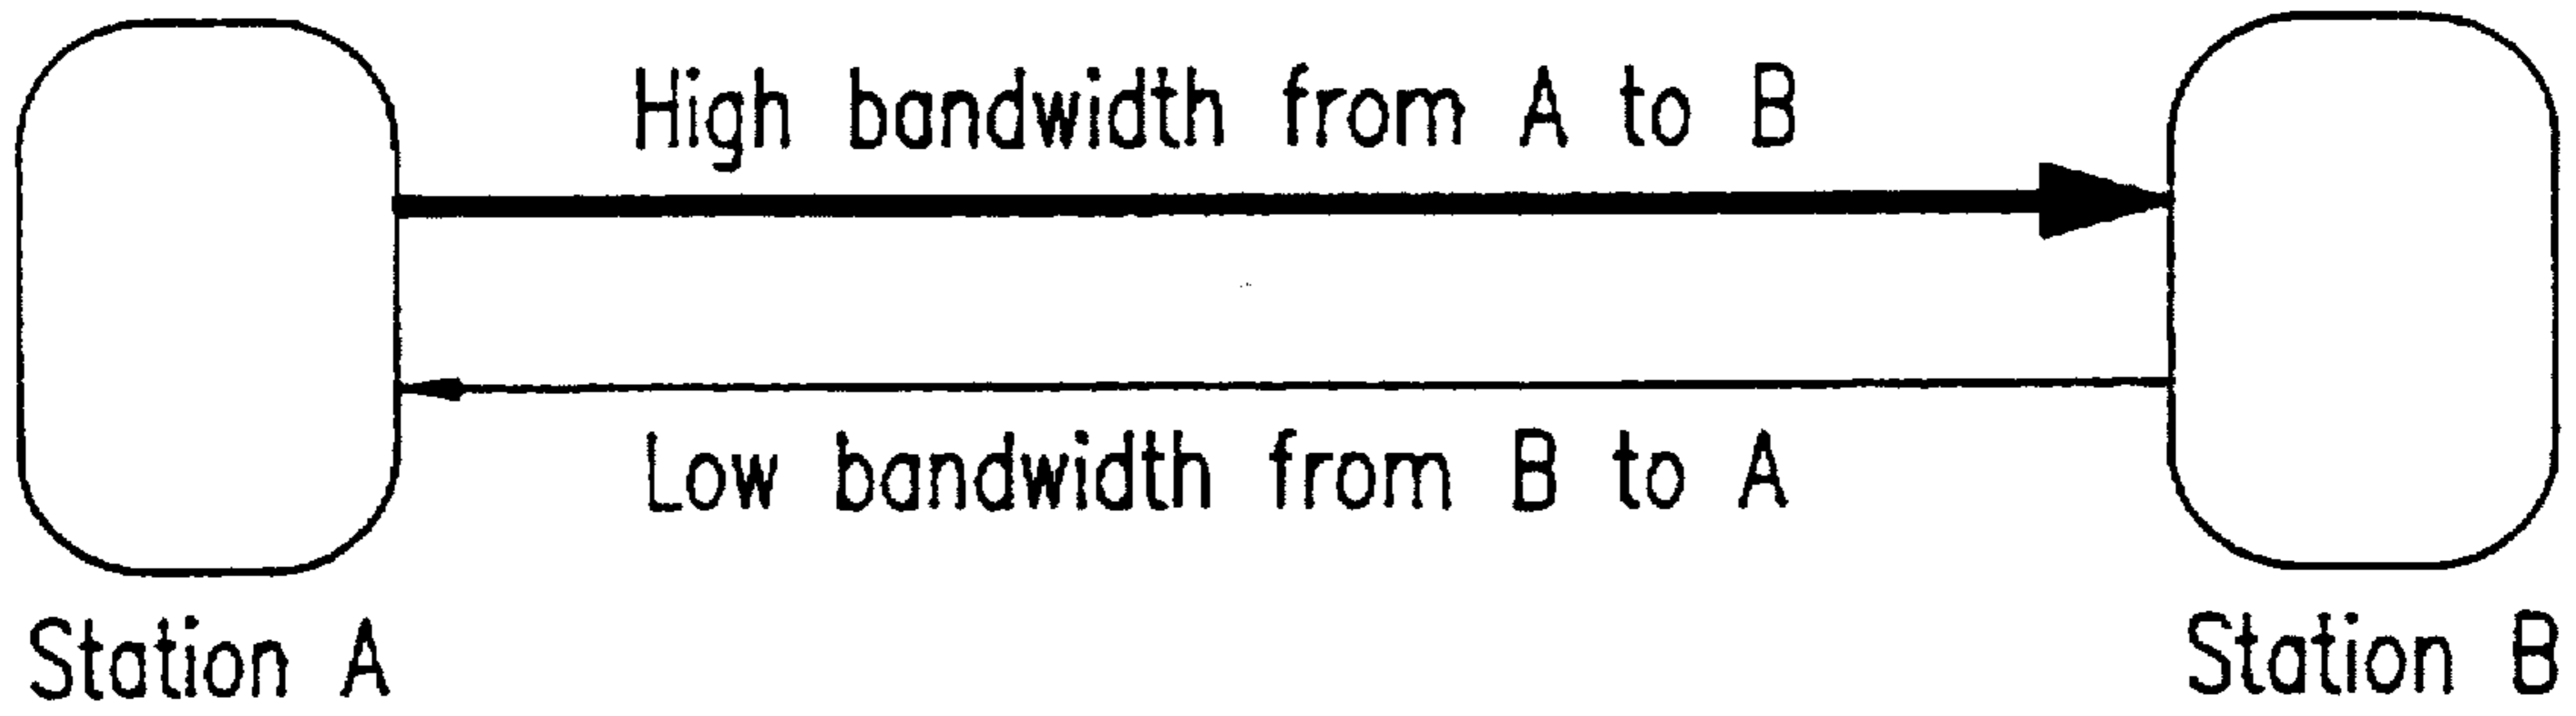 High bandwidth from A to B
Low bandwidth from B to A
Station A
Station B